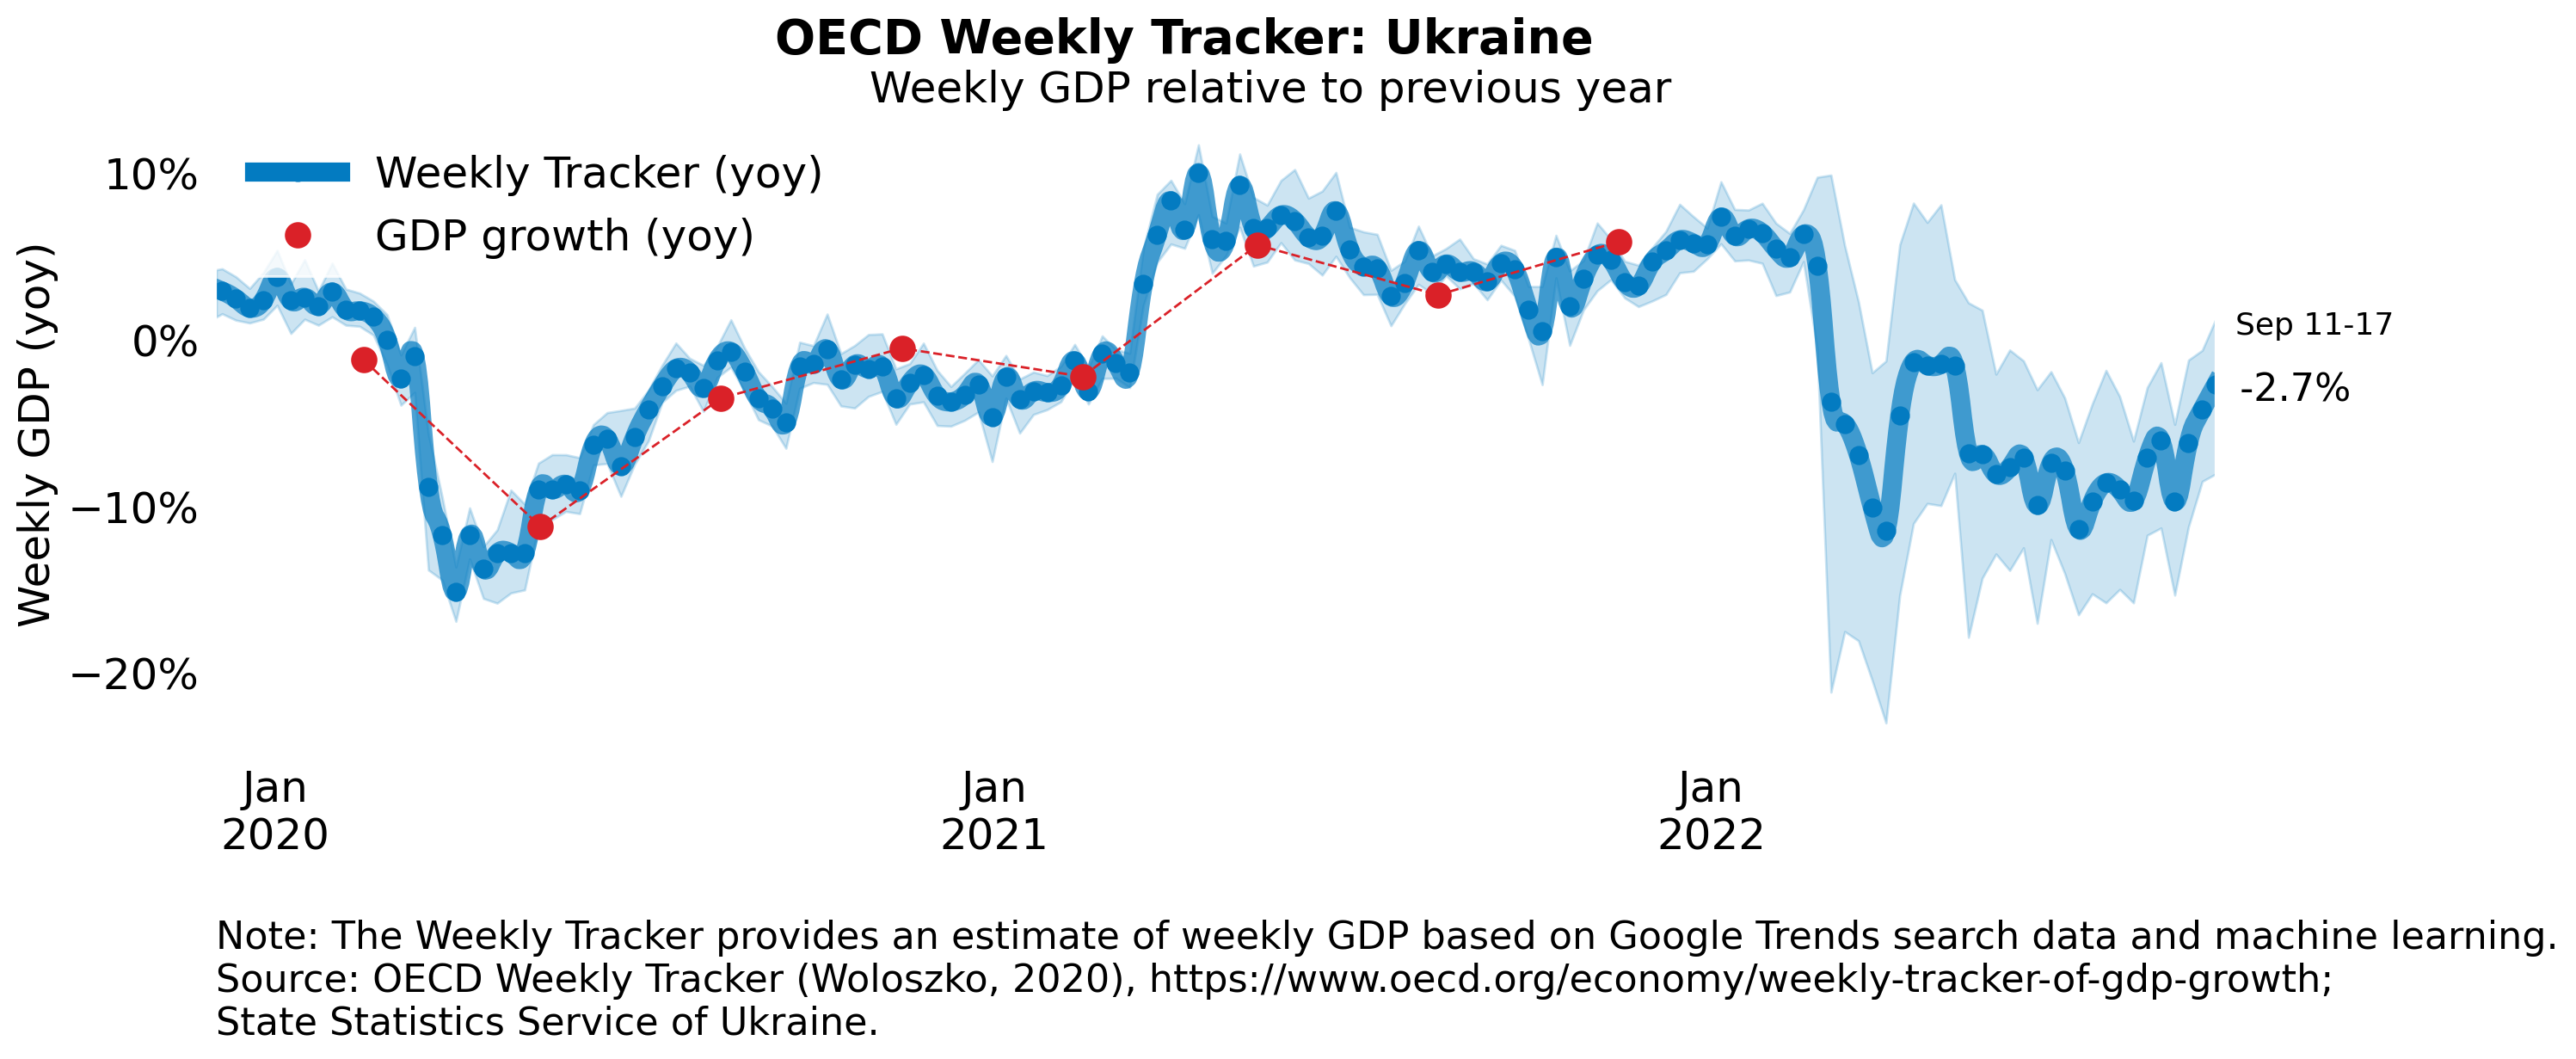 OECD Weekly Tracker: Ukraine
Weekly GDP relative to previous year
Weekly Tracker (yoy)
GDP growth (yoy)
Weekly GDP (yoy)
10%
0%
−10%
−20%
Sep 11-17
-2.7%
Jan
2020
Jan
2021
Jan
2022
Note: The Weekly Tracker provides an estimate of weekly GDP based on Google Trends search data and machine learning.
Source: OECD Weekly Tracker (Woloszko, 2020), https://www.oecd.org/economy/weekly-tracker-of-gdp-growth;
State Statistics Service of Ukraine.